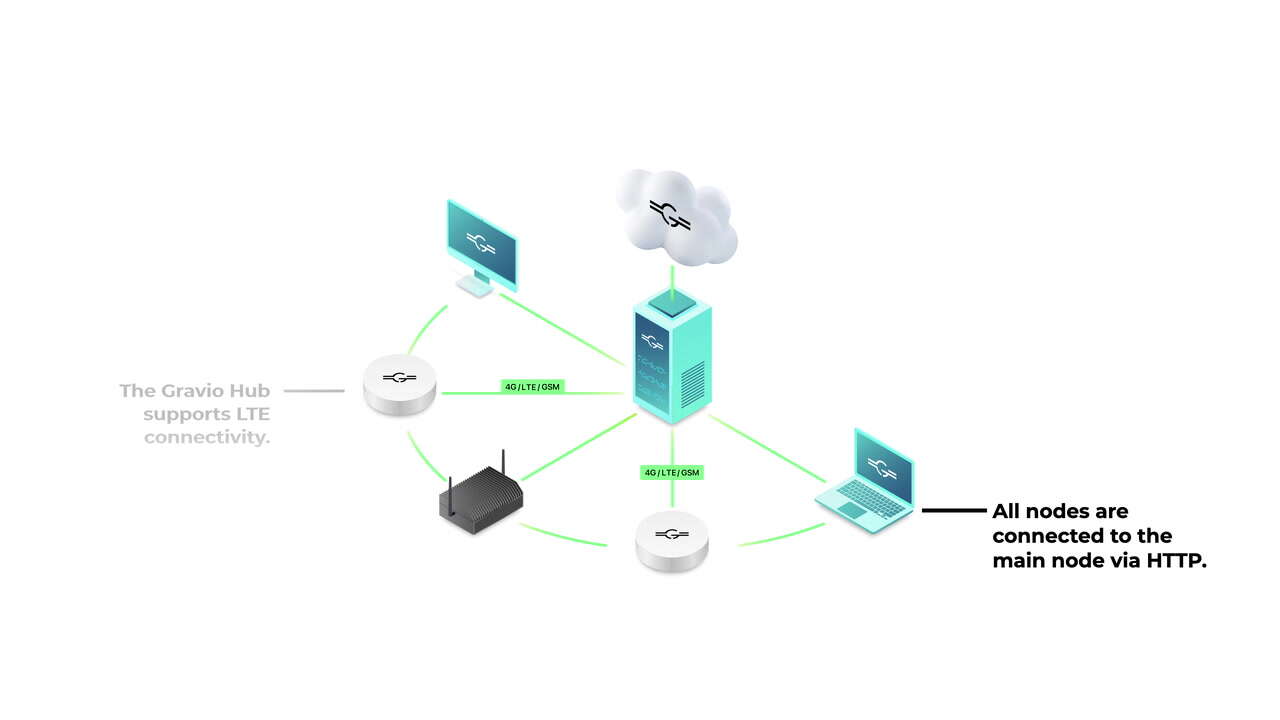 4G/LTE/GSM
The Gravio Hub
supports LTE
connectivity.
4G/LTE/GSM
All nodes are
connected to the
main node via HTTP.